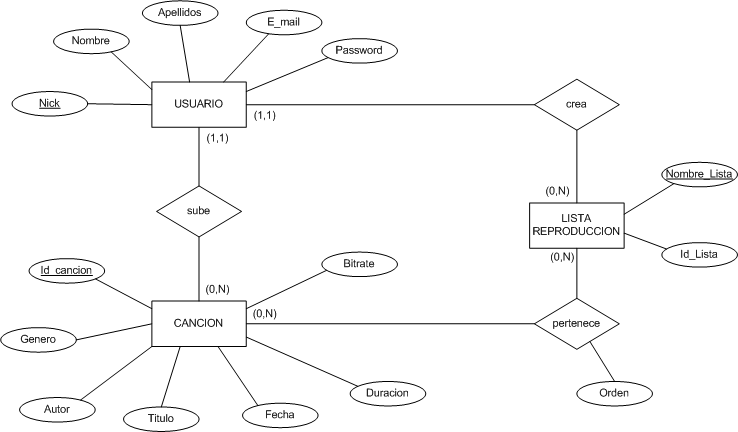 Apellidos
E_mail
Nombre
Password
Nick
USUARIO
crea
(1,1)
(1,1)
Nombre_Lista
(0,N)
sube
LISTA
REPRODUCCION
Id_Lista
(0,N)
Id_cancion
Bitrate
(0,N)
(0,N)
CANCION
pertenece
Genero
Duracion
Orden
Autor
Titulo
Fecha